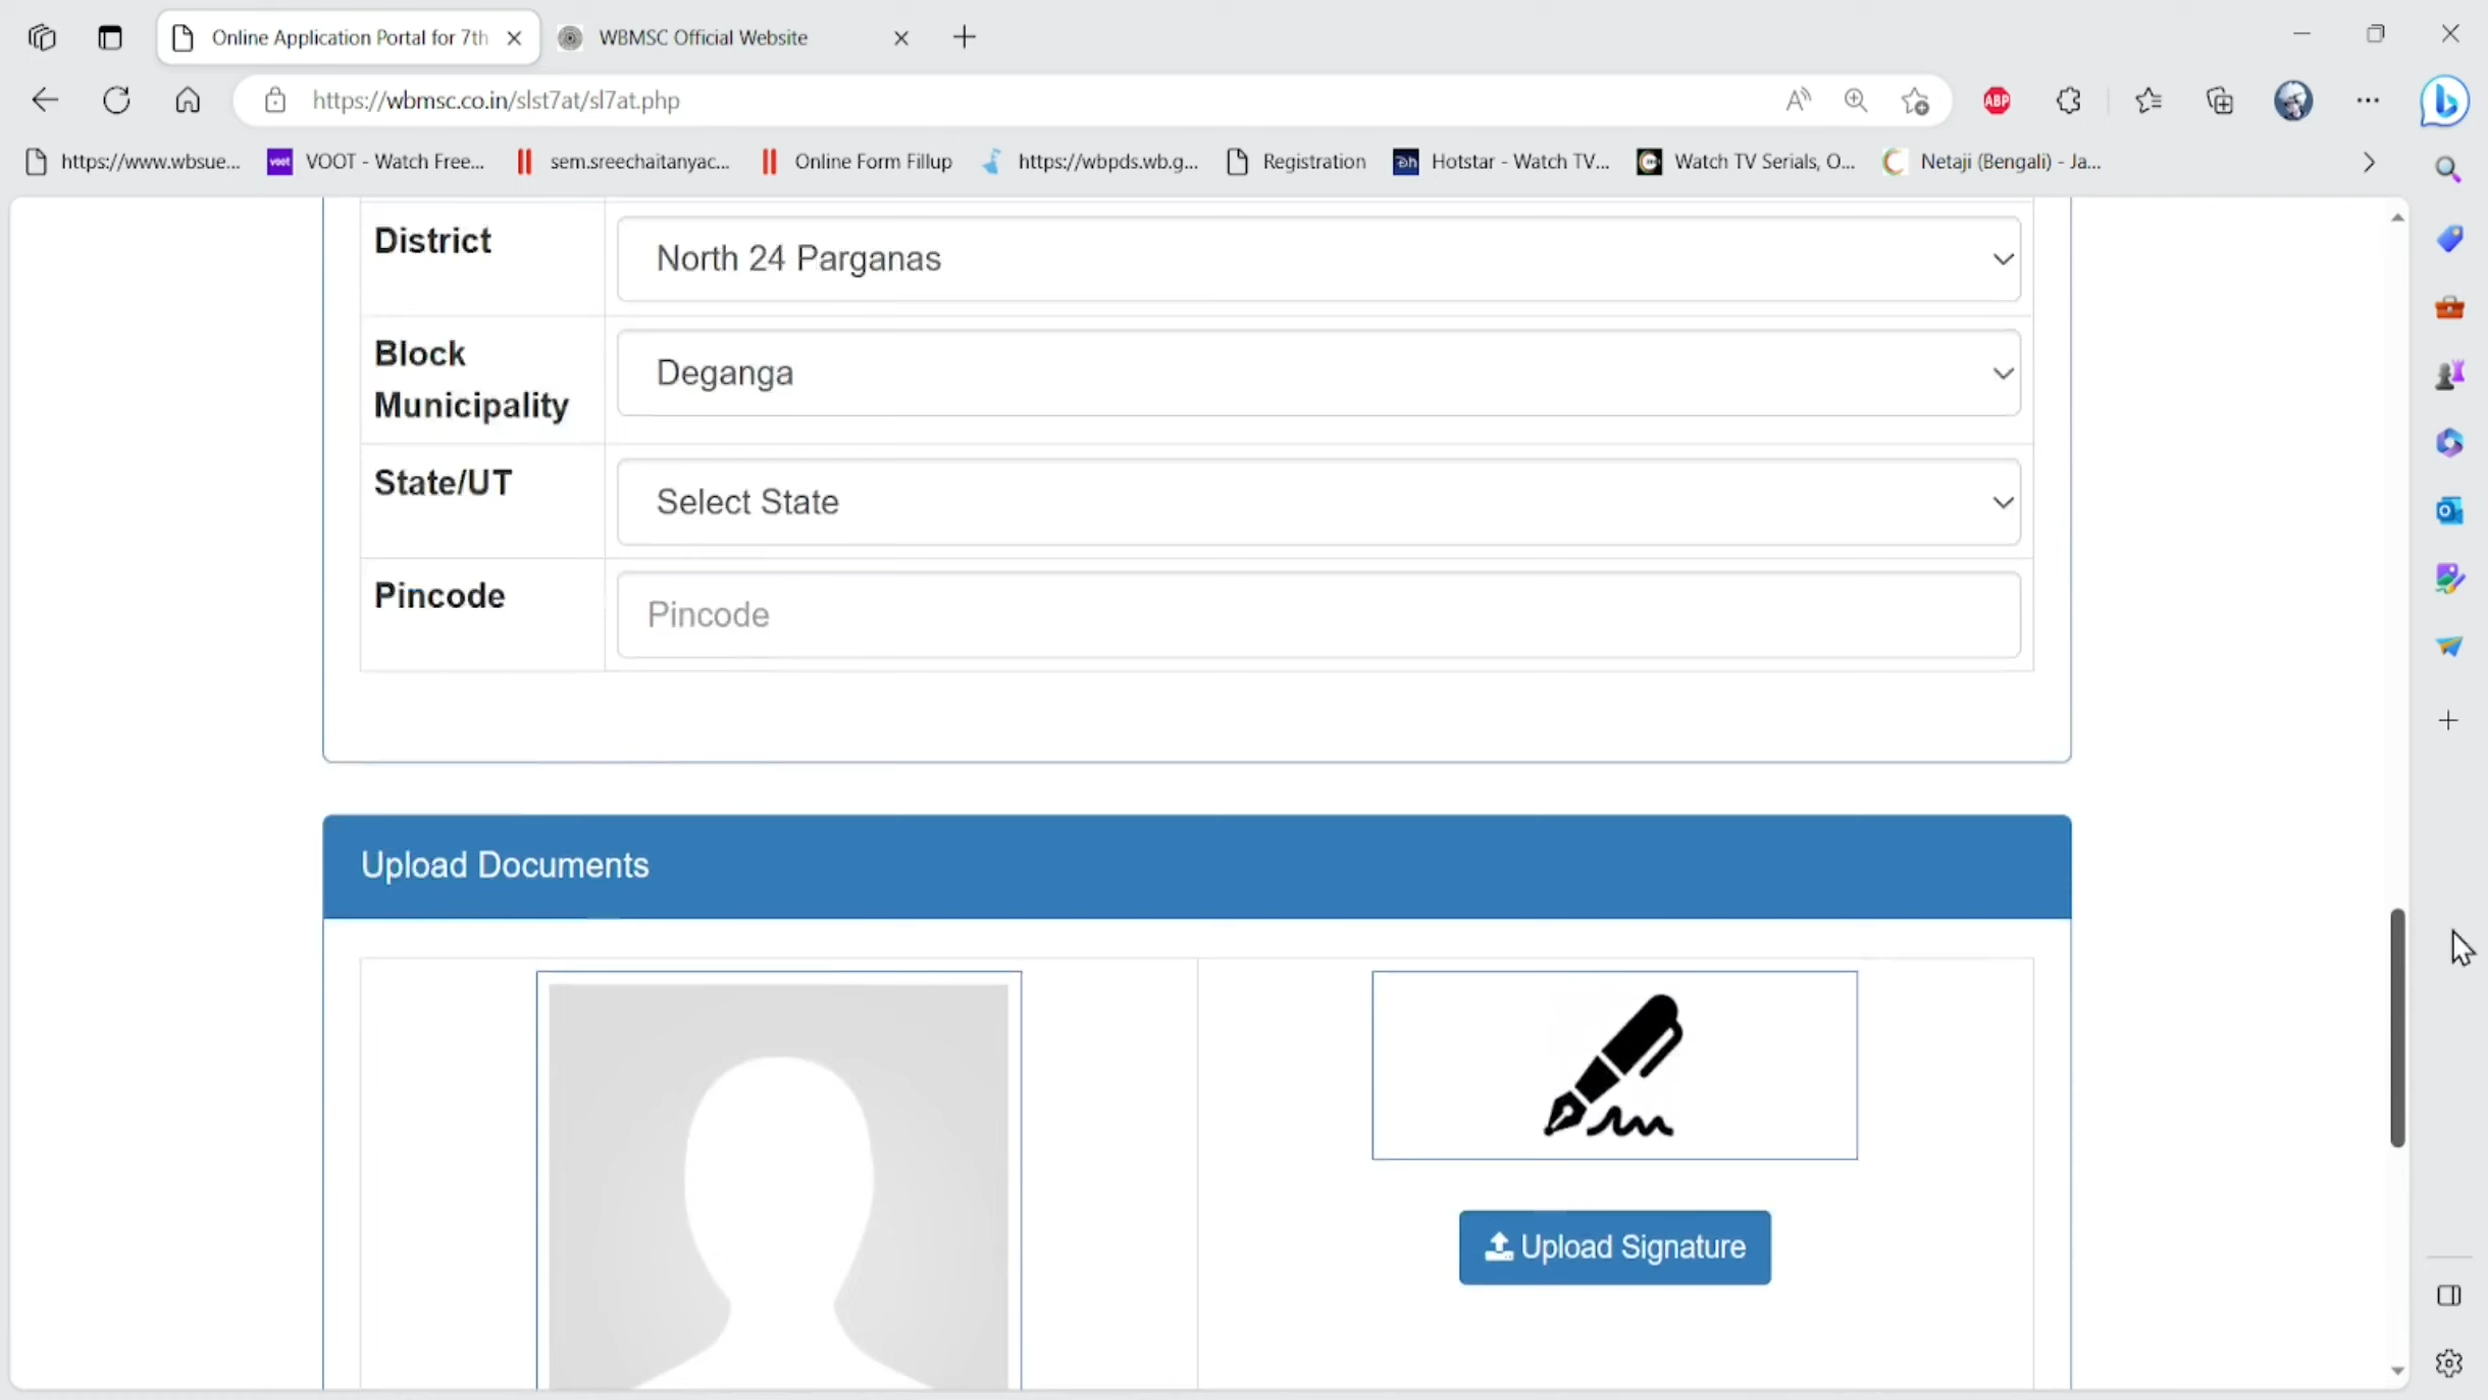 Online Application Portal for 7th
WBMSC Official Website
https://wbmsc.co.in/slst7at/sl7at.php
ABP
https://www.wbsue...
voot
VOOT - Watch Free...
sem.sreechaitanyac...
Online Form Fillup
https://wbpds.wb.g...
Registration
Hotstar - Watch TV...
Watch TV Serials, O...
Netaji (Bengali) - Ja...
District
North 24 Parganas
Block
Municipality
Deganga
State/UT
Select State
Pincode
Pincode
Upload Documents
Upload Signature